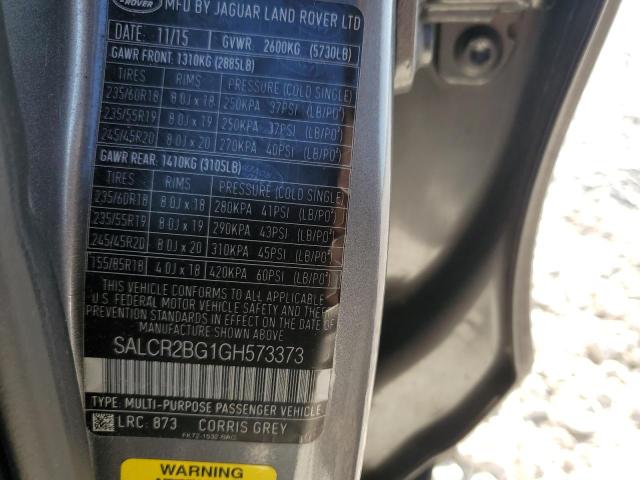 ROVER
MFD BY JAGUAR LAND ROVER LTD
DATE: 11/15 GVWR: 2600KG (5730LB)
GAWR FRONT: 1310KG (2885LB)
TIRES RIMS PRESSURE (COLD SINGLE)
235/60R18 8.0J x 18 250KPA 37PSI (LB/PO²)
235/55R19 8.0J x 19 250KPA 37PSI (LB/PO²)
245/45R20 8.0J x 20 270KPA 40PSI (LB/PO²)
GAWR REAR: 1410KG (3105LB)
TIRES RIMS PRESSURE (COLD SINGLE)
235/60R18 8.0J x 18 280KPA 41PSI (LB/PO²)
235/55R19 8.0J x 19 290KPA 43PSI (LB/PO²)
245/45R20 8.0J x 20 310KPA 45PSI (LB/PO²)
155/85R18 4.0J x 18 420KPA 60PSI (LB/PO²)
THIS VEHICLE CONFORMS TO ALL APPLICABLE
U.S. FEDERAL MOTOR VEHICLE SAFETY AND THEFT
PREVENTION STANDARDS IN EFFECT ON THE DATE OF
MANUFACTURE SHOWN ABOVE
SALCR2BG1GH573373
TYPE: MULTI-PURPOSE PASSENGER VEHICLE
LRC: 873 CORRIS GREY
WARNING